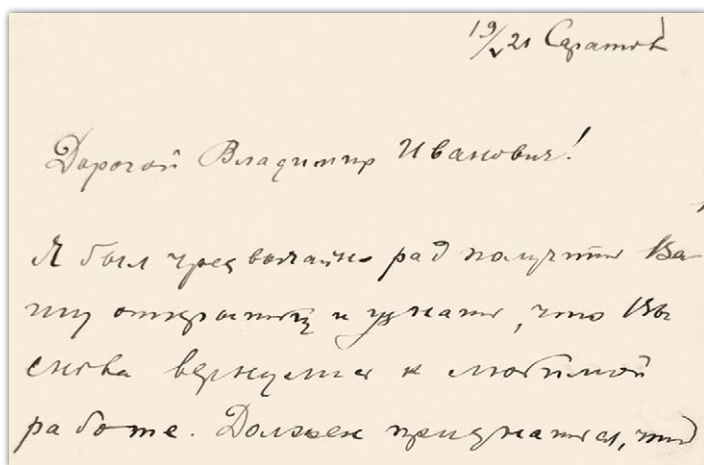 19/V 21 Саратов
Дорогой Владимир Иванович!
Я был чрезвычайно рад получить Ва-
шу открытку и узнать, что Вы
снова вернулись к любимой
работе. Должен признаться, что